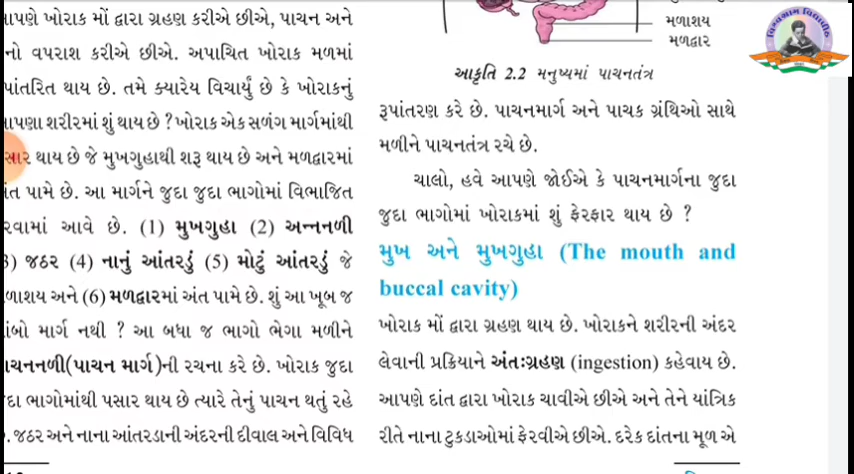 આપણે ખોરાક મોં દ્વારા ગ્રહણ કરીએ છીએ, પાચન અને
નો વપરાશ કરીએ છીએ. અપાચિત ખોરાક મળમાં
પાંતરિત થાય છે. તમે ક્યારેય વિચાર્યું છે કે ખોરાકનું
આપણા શરીરમાં શું થાય છે ? ખોરાક એક સળંગ માર્ગમાંથી
સાર થાય છે જે મુખગુહાથી શરૂ થાય છે અને મળદ્વારમાં
ંત પામે છે. આ માર્ગને જુદા જુદા ભાગોમાં વિભાજિત
રવામાં આવે છે. (1) મુખગુહા (2) અન્નનળી
3) જઠર (4) નાનું આંતરડું (5) મોટું આંતરડું જે
ળાશય અને (6) મળદ્વારમાં અંત પામે છે. શું આ ખૂબ જ
ાંબો માર્ગ નથી ? આ બધા જ ભાગો ભેગા મળીને
ાચનનળી(પાચન માર્ગ)ની રચના કરે છે. ખોરાક જુદા
ુદા ભાગોમાંથી પસાર થાય છે ત્યારે તેનું પાચન થતું રહે
. જઠર અને નાના આંતરડાની અંદરની દીવાલ અને વિવિધ
મળાશય
મળદ્વાર
આકૃતિ 2.2 મનુષ્યમાં પાચનતંત્ર
રૂપાંતરણ કરે છે. પાચનમાર્ગ અને પાચક ગ્રંથિઓ સાથે
મળીને પાચનતંત્ર રચે છે.
ચાલો, હવે આપણે જોઈએ કે પાચનમાર્ગના જુદા
જુદા ભાગોમાં ખોરાકમાં શું ફેરફાર થાય છે ?
મુખ અને મુખગુહા (The mouth and
buccal cavity)
ખોરાક મોં દ્વારા ગ્રહણ થાય છે. ખોરાકને શરીરની અંદર
લેવાની પ્રક્રિયાને અંતઃગ્રહણ (ingestion) કહેવાય છે.
આપણે દાંત દ્વારા ખોરાક ચાવીએ છીએ અને તેને યાંત્રિક
રીતે નાના ટુકડાઓમાં ફેરવીએ છીએ. દરેક દાંતના મૂળ એ